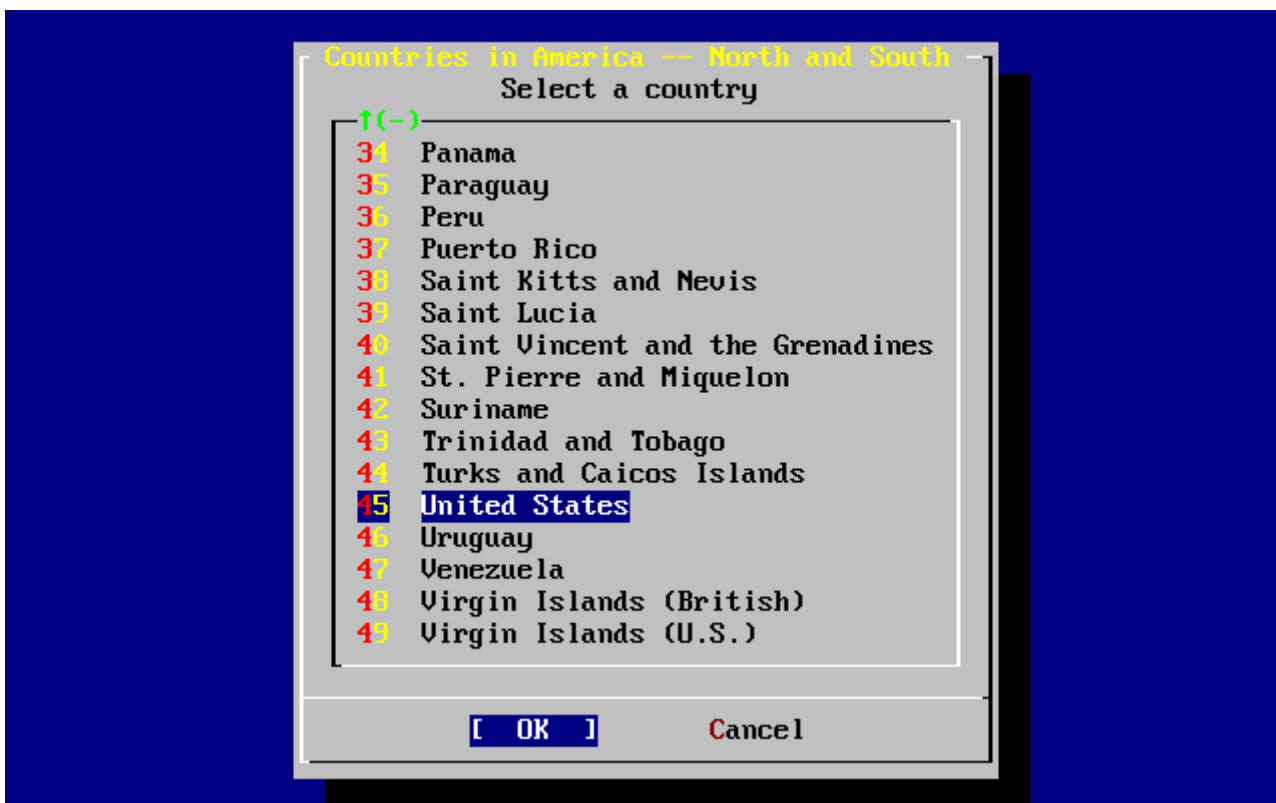 Countries in America -- North and South
Select a country
↑(-)
34 Panama
35 Paraguay
36 Peru
37 Puerto Rico
38 Saint Kitts and Nevis
39 Saint Lucia
40 Saint Vincent and the Grenadines
41 St. Pierre and Miquelon
42 Suriname
43 Trinidad and Tobago
44 Turks and Caicos Islands
45 United States
46 Uruguay
47 Venezuela
48 Virgin Islands (British)
49 Virgin Islands (U.S.)
[ OK ] Cancel